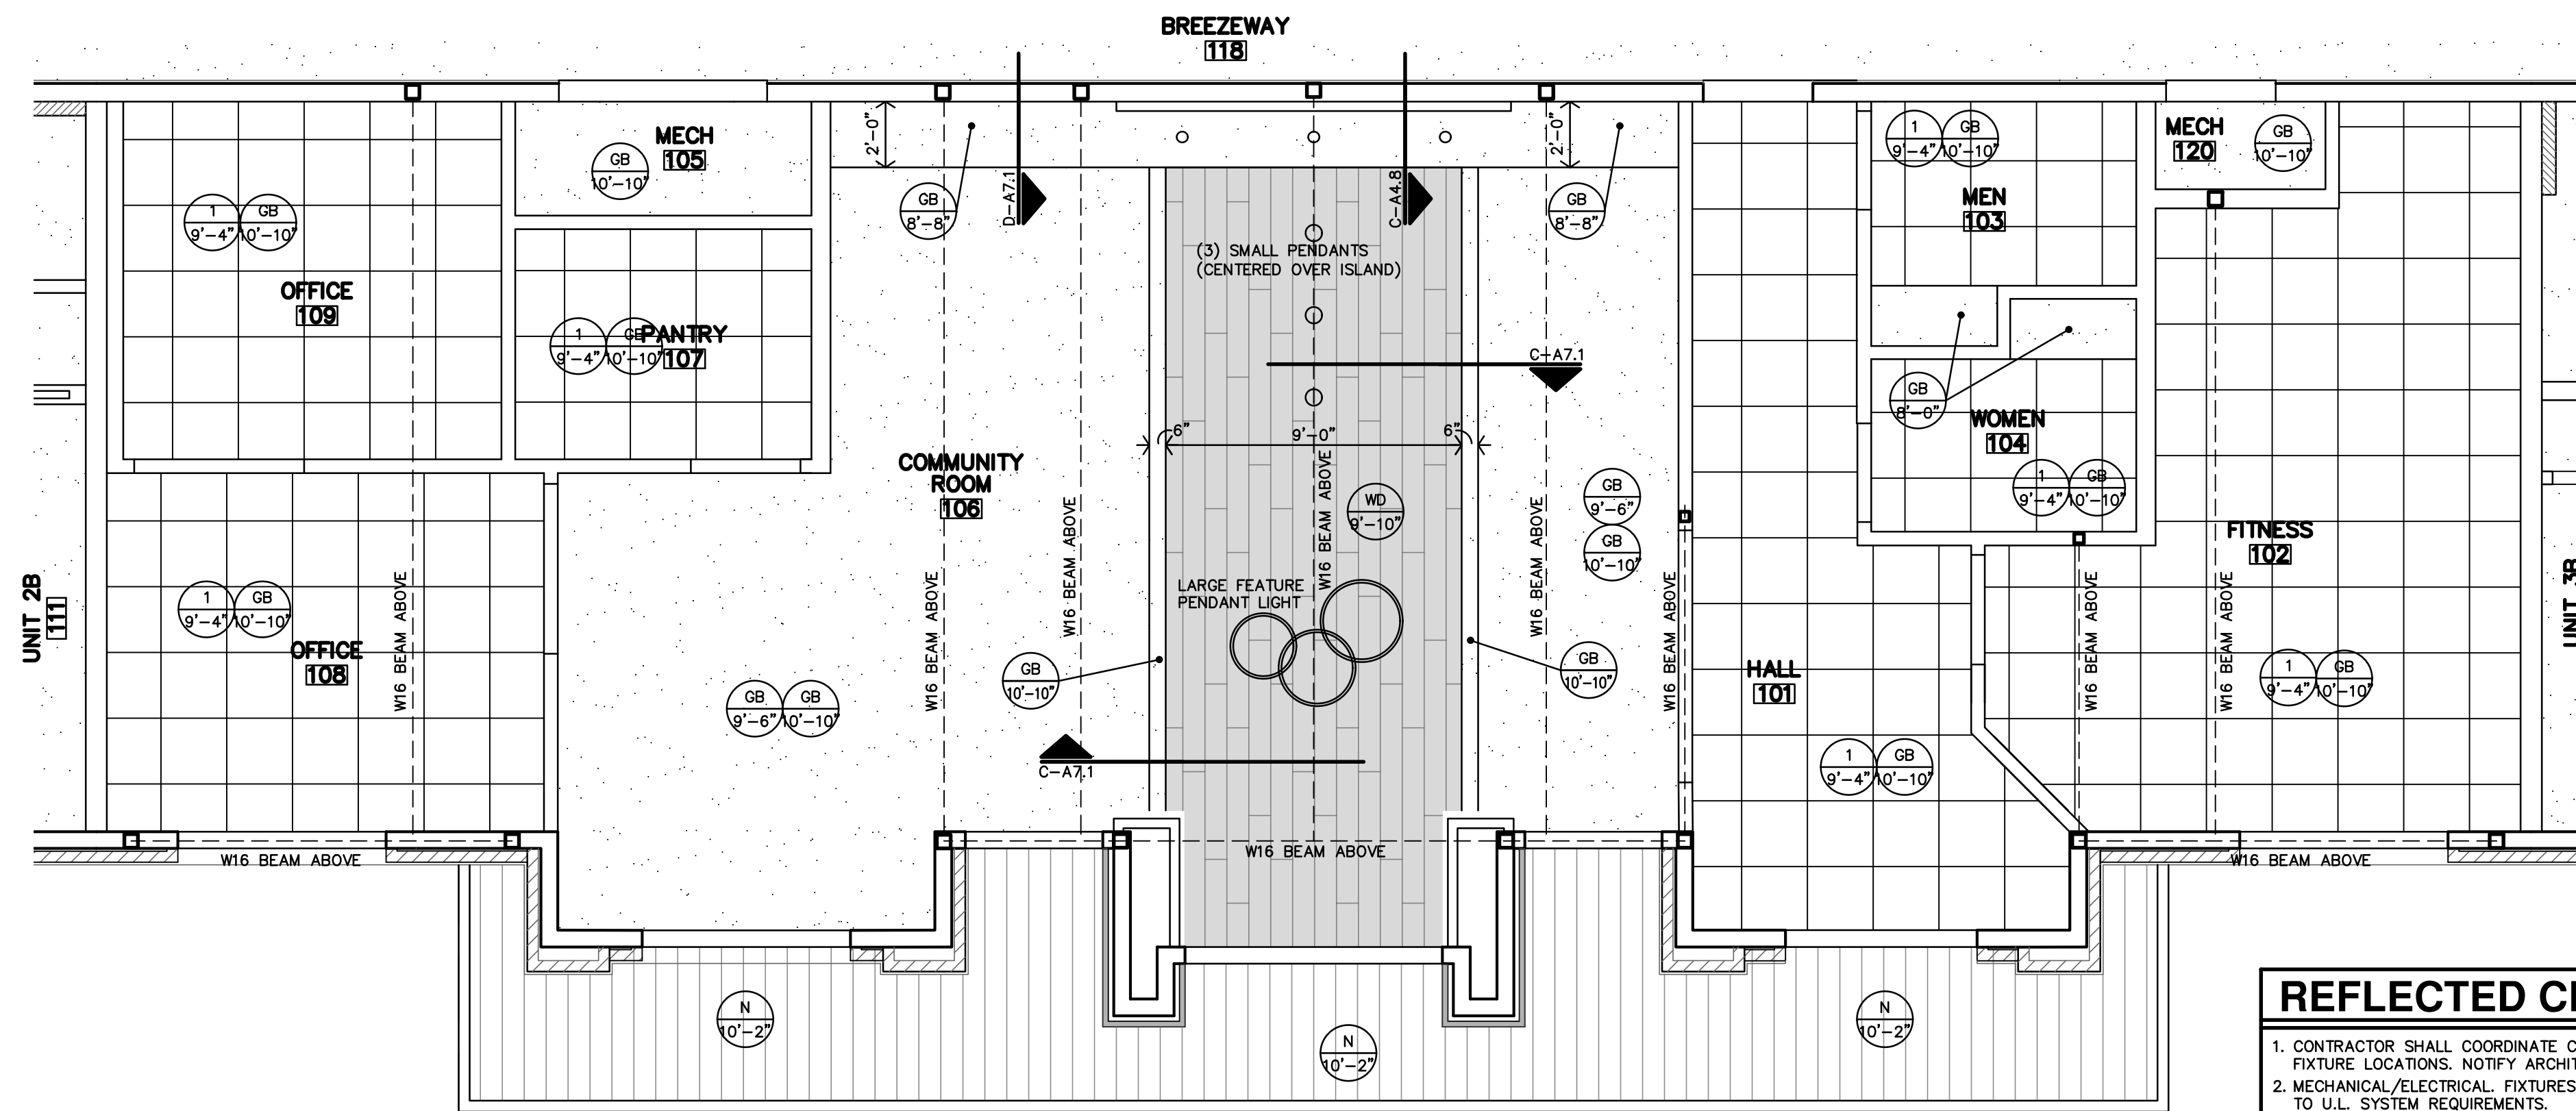 BREEZEWAY
118
MECH
105
GB
10'-10"
2'-0"
2'-0"
1
9'-4"
GB
10'-10"
MEN
103
MECH
120
GB
10'-10"
1
9'-4"
GB
10'-10"
OFFICE
109
GB
8'-8"
D-A7.1
C-A4.8
GB
8'-8"
(3) SMALL PENDANTS
(CENTERED OVER ISLAND)
1
9'-4"
GB
10'-10"
PANTRY
107
C-A7.1
GB
8'-0"
WOMEN
104
1
9'-4"
GB
10'-10"
6"
9'-0"
6"
COMMUNITY
ROOM
106
WD
9'-10"
GB
9'-6"
GB
10'-10"
FITNESS
102
UNIT 2B
111
1
9'-4"
GB
10'-10"
OFFICE
108
W16 BEAM ABOVE
W16 BEAM ABOVE
W16 BEAM ABOVE
W16 BEAM ABOVE
W16 BEAM ABOVE
W16 BEAM ABOVE
W16 BEAM ABOVE
W16 BEAM ABOVE
UNIT 3B
LARGE FEATURE
PENDANT LIGHT
GB
10'-10"
GB
10'-10"
HALL
101
1
9'-4"
GB
10'-10"
GB
9'-6"
GB
10'-10"
1
9'-4"
GB
10'-10"
C-A7.1
W16 BEAM ABOVE
W16 BEAM ABOVE
W16 BEAM ABOVE
N
10'-2"
N
10'-2"
N
10'-2"
REFLECTED
1. CONTRACTOR SHALL COORDINATE
FIXTURE LOCATIONS. NOTIFY
2. MECHANICAL/ELECTRICAL. FIXTURES
TO U.L. SYSTEM REQUIREMENTS.